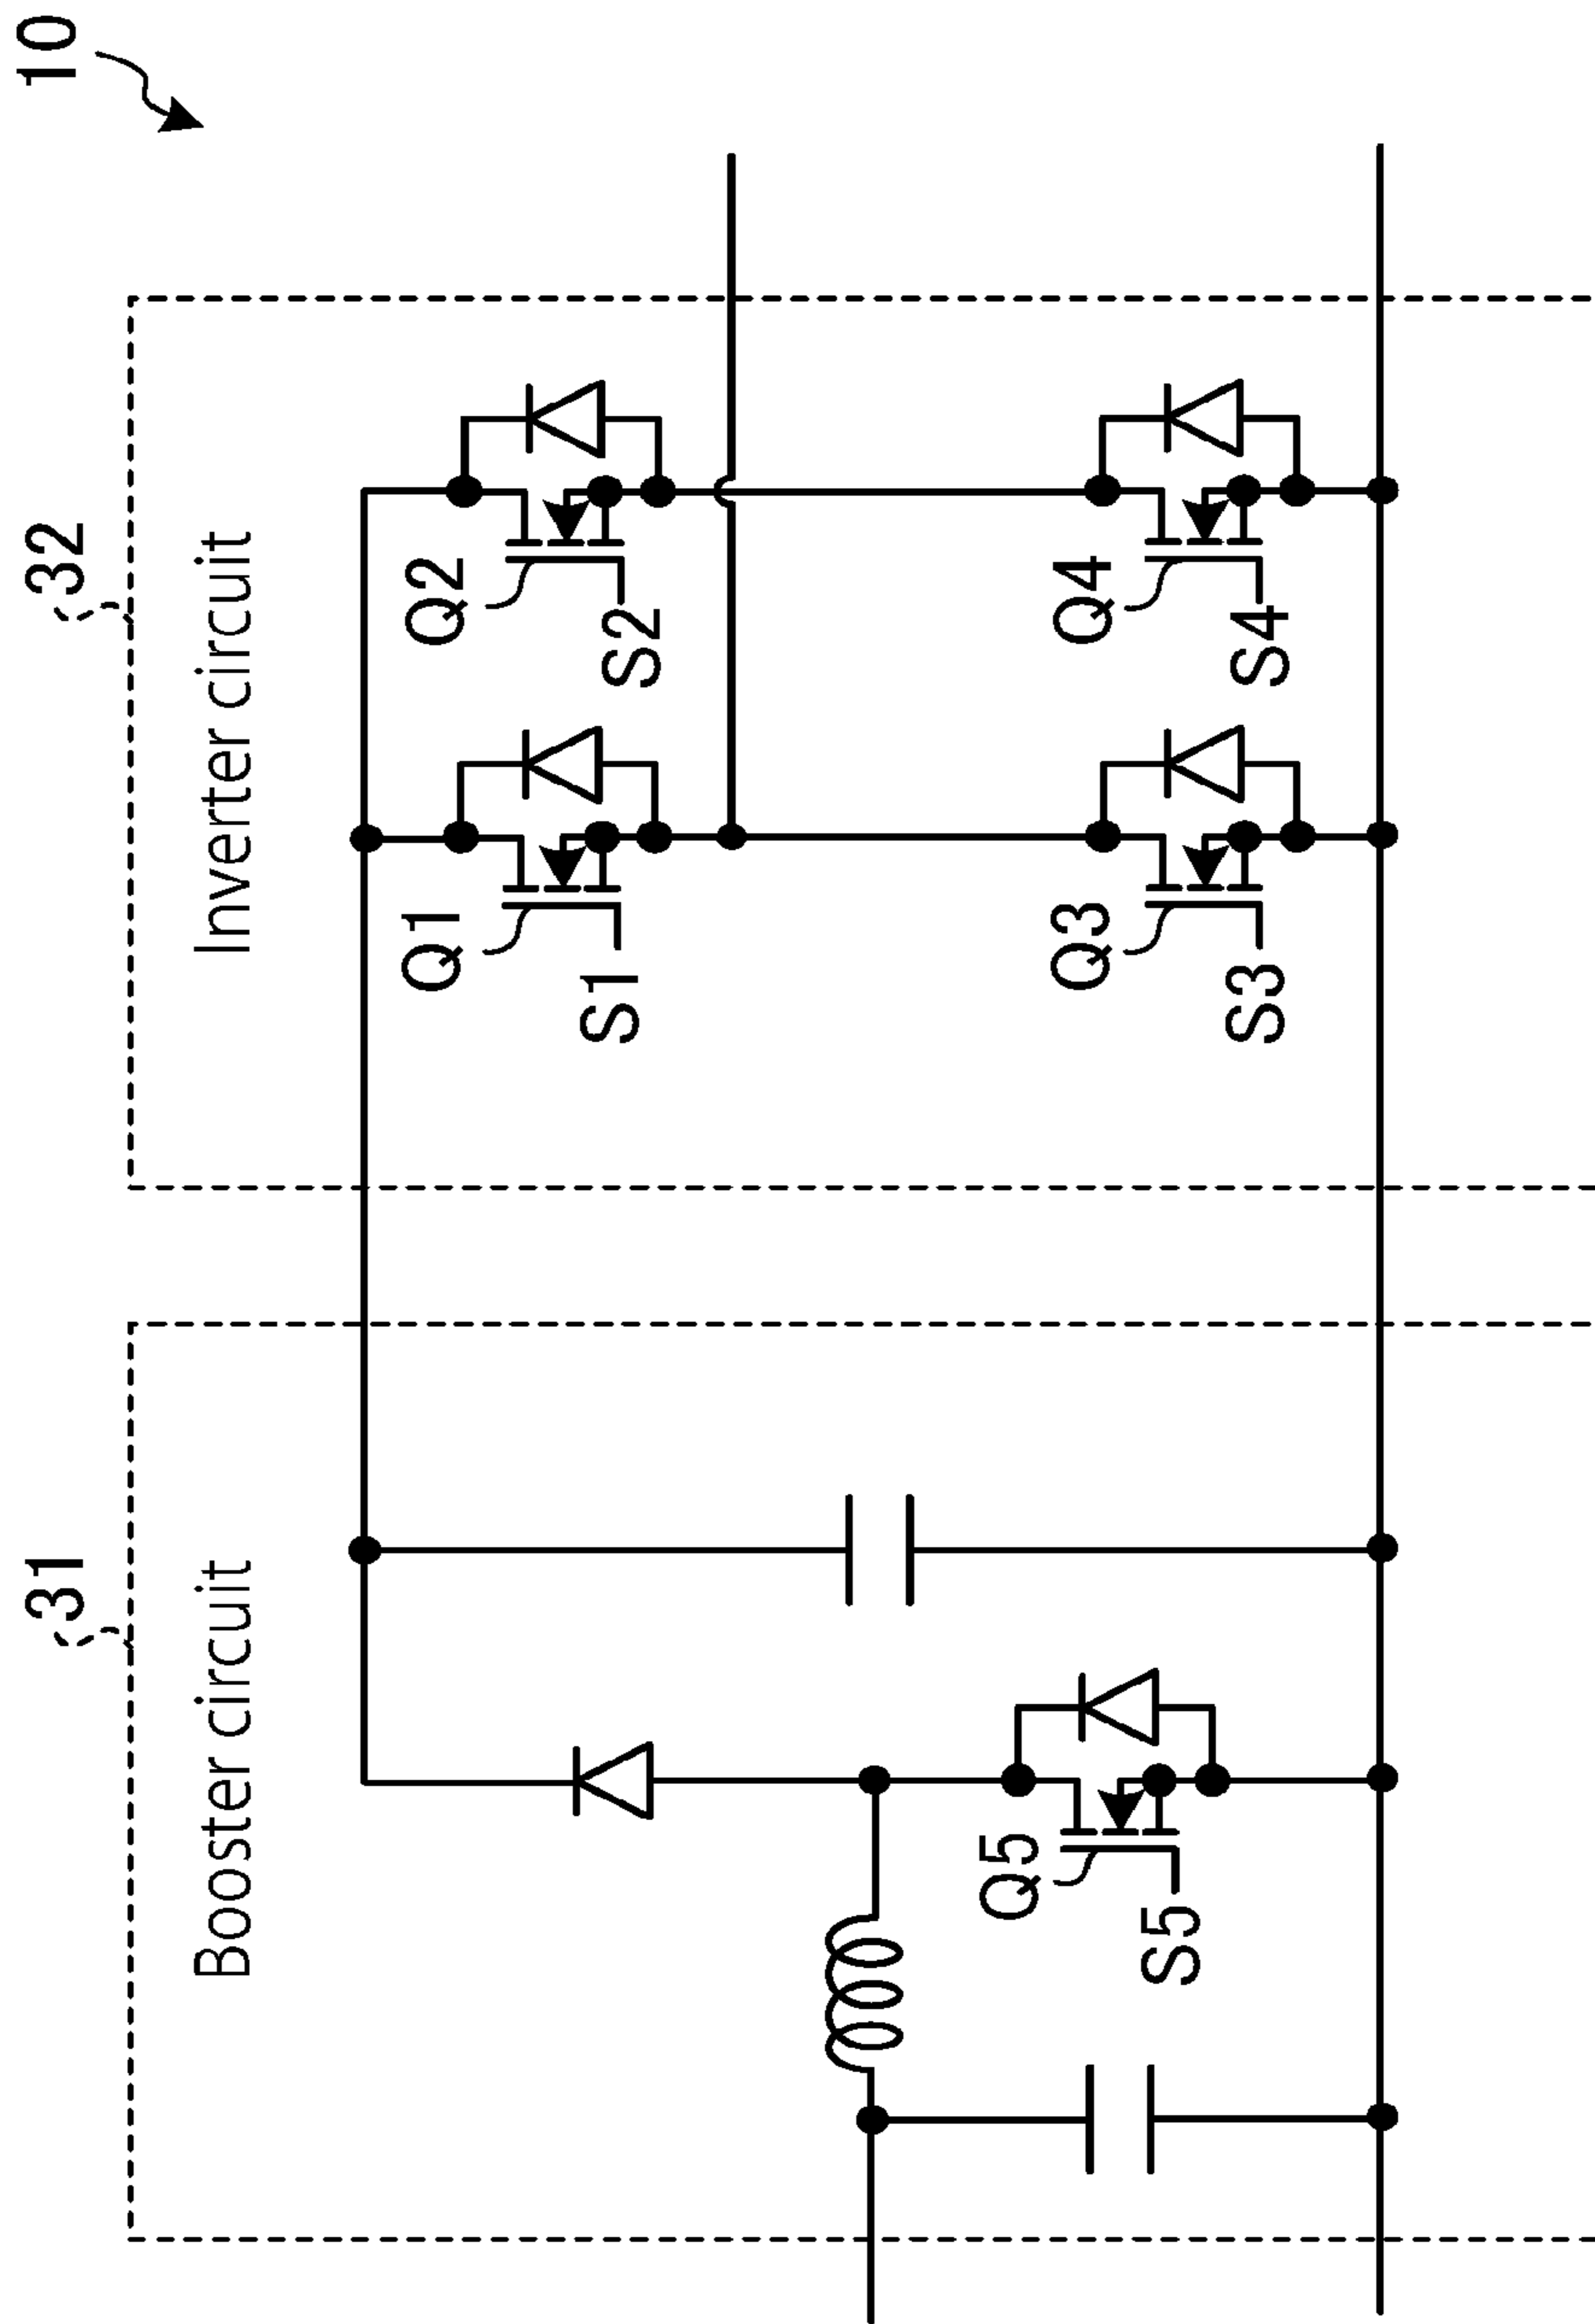 10
31
32
Booster circuit
Inverter circuit
Q1
S1
Q2
S2
Q5
S5
Q3
S3
Q4
S4